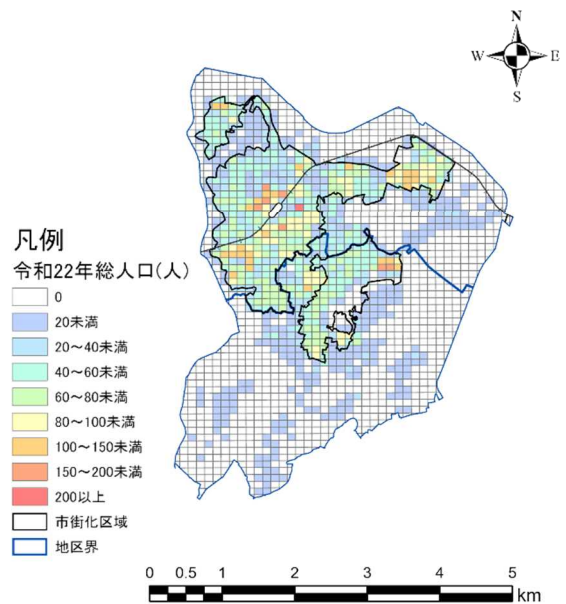 N
W E
S
凡例
令和22年総人口(人)
0
20未満
20～40未満
40～60未満
60～80未満
80～100未満
100～150未満
150～200未満
200以上
市街化区域
地区界
0 0.5 1 2 3 4 5
km